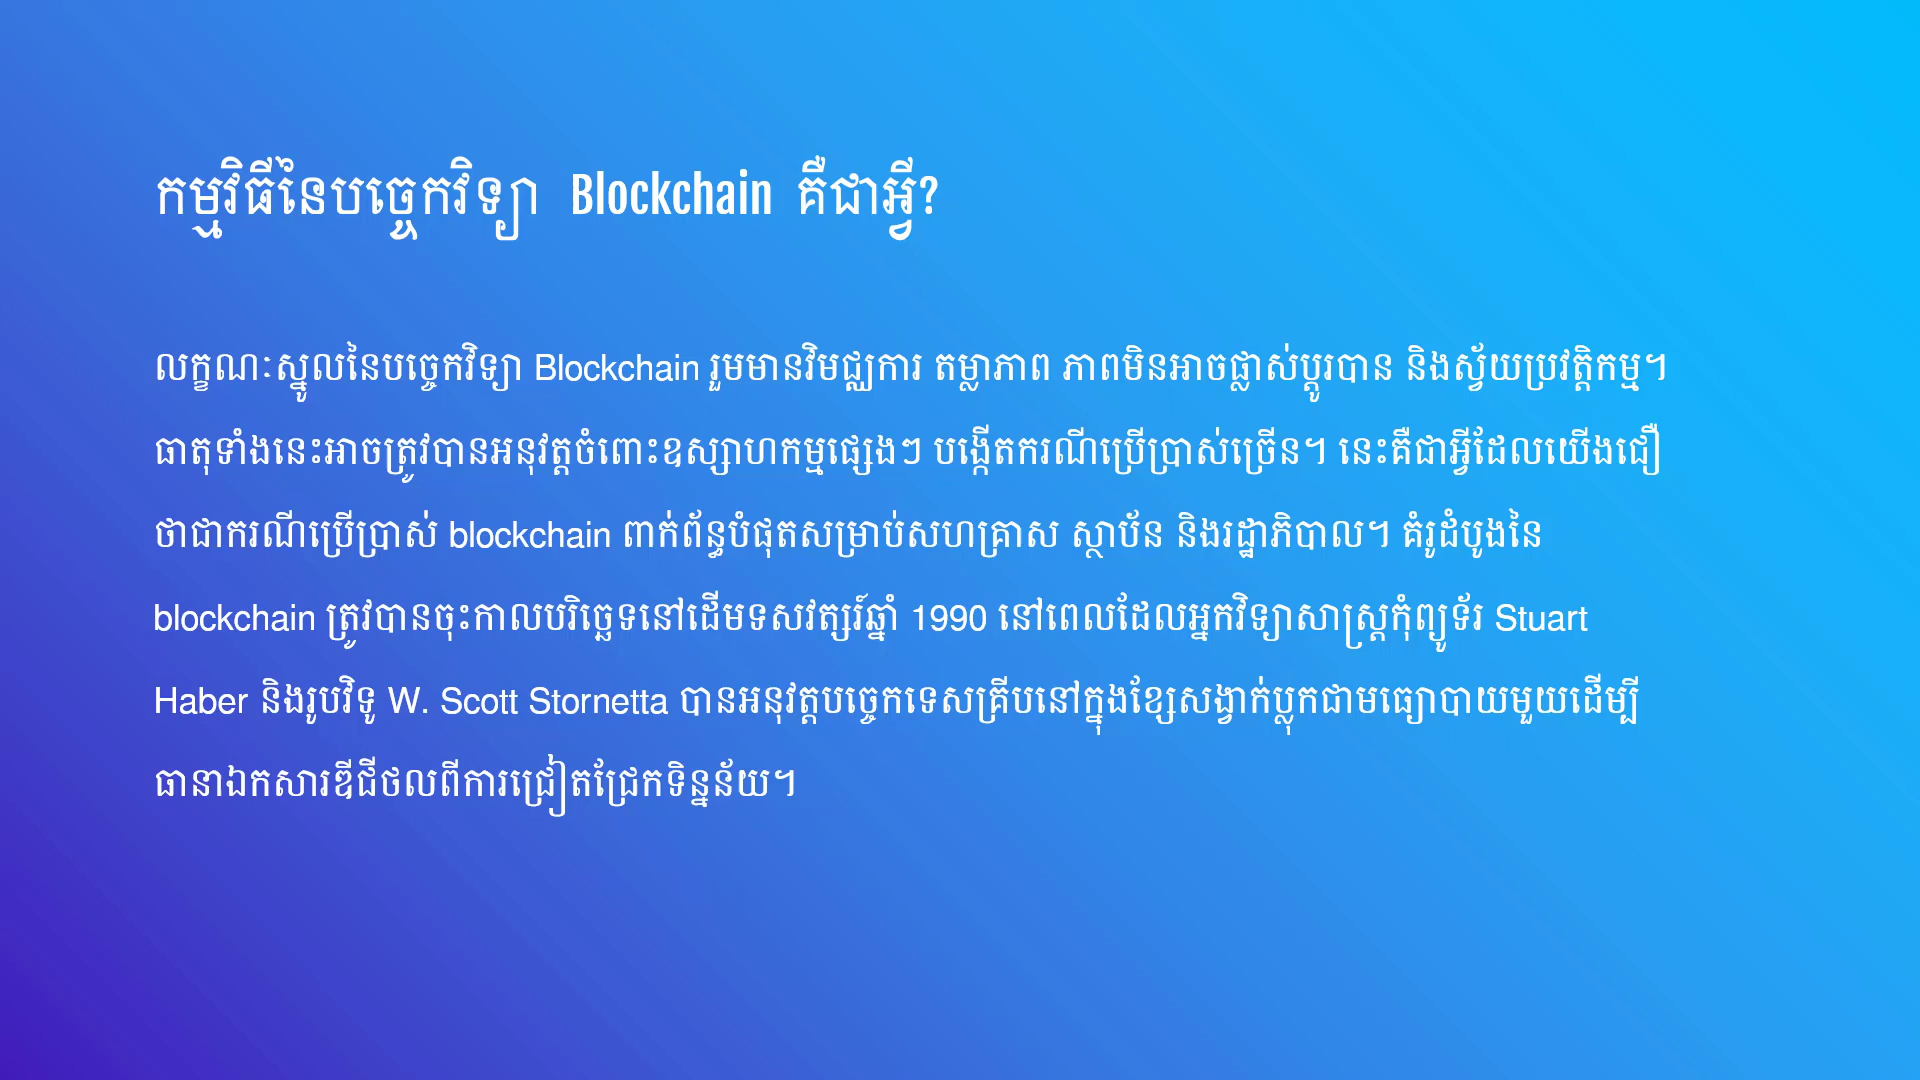 កម្មវិធីនៃបច្ចេកវិទ្យា Blockchain គឺជាអ្វី?
លក្ខណៈស្នូលនៃបច្ចេកវិទ្យា Blockchain រួមមានវិមជ្ឈការ តម្លាភាព ភាពមិនអាចផ្លាស់ប្តូរបាន និងស្វ័យប្រវត្តិកម្ម។
ធាតុទាំងនេះអាចត្រូវបានអនុវត្តចំពោះឧស្សាហកម្មផ្សេងៗ បង្កើតករណីប្រើប្រាស់ច្រើន។ នេះគឺជាអ្វីដែលយើងជឿ
ថាជាករណីប្រើប្រាស់ blockchain ពាក់ព័ន្ធបំផុតសម្រាប់សហគ្រាស ស្ថាប័ន និងរដ្ឋាភិបាល។ គំរូដំបូងនៃ
blockchain ត្រូវបានចុះកាលបរិច្ឆេទនៅដើមទសវត្សរ៍ឆ្នាំ 1990 នៅពេលដែលអ្នកវិទ្យាសាស្ត្រកុំព្យូទ័រ Stuart
Haber និងរូបវិទូ W. Scott Stornetta បានអនុវត្តបច្ចេកទេសគ្រីបនៅក្នុងខ្សែសង្វាក់ប្លុកជាមធ្យោបាយមួយដើម្បី
ធានាឯកសារឌីជីថលពីការជ្រៀតជ្រែកទិន្នន័យ។